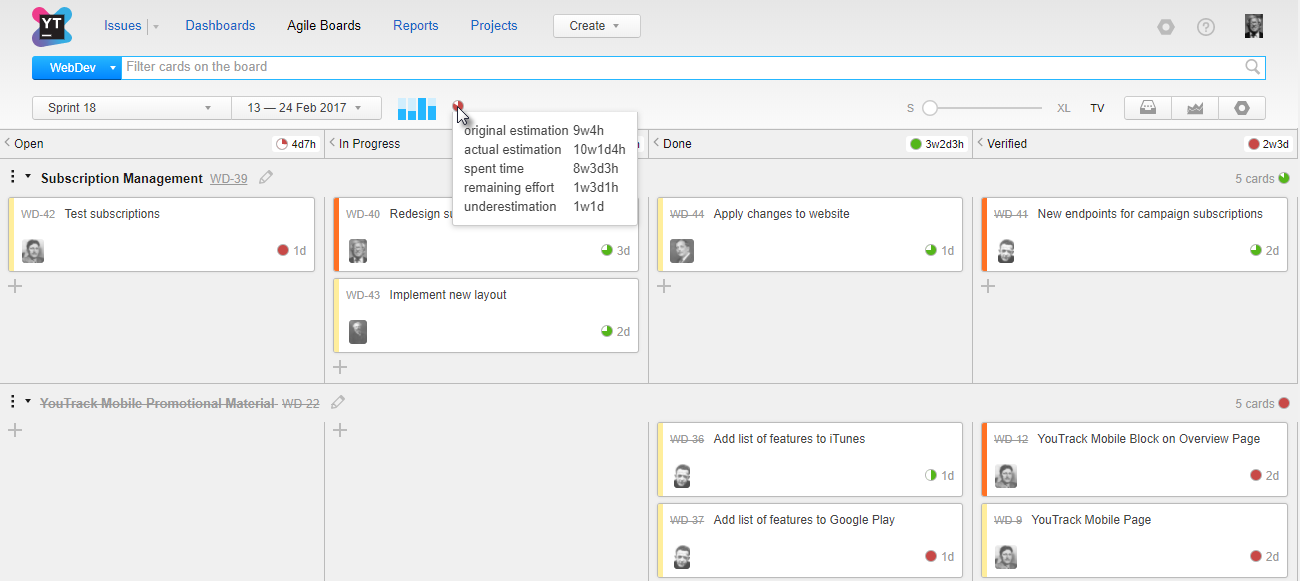 YT
Issues Dashboards Agile Boards Reports Projects Create
WebDev Filter cards on the board
Sprint 18 13 — 24 Feb 2017 S XL TV
original estimation 9w4h
actual estimation 10w1d4h
spent time 8w3d3h
remaining effort 1w3d1h
underestimation 1w1d
Open 4d7h In Progress Done 3w2d3h Verified 2w3d
Subscription Management WD-39 5 cards
WD-42 Test subscriptions
1d
WD-40 Redesign
3d
WD-43 Implement new layout
2d
WD-44 Apply changes to website
1d
WD-41 New endpoints for campaign subscriptions
2d
YouTrack Mobile Promotional Material WD-22 5 cards
WD-36 Add list of features to iTunes
1d
WD-12 YouTrack Mobile Block on Overview Page
2d
WD-37 Add list of features to Google Play
1d
WD-9 YouTrack Mobile Page
2d